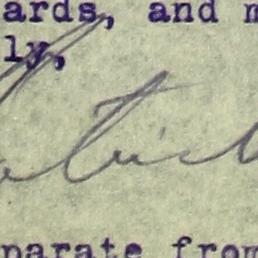 ards, and m
ly,
parate from